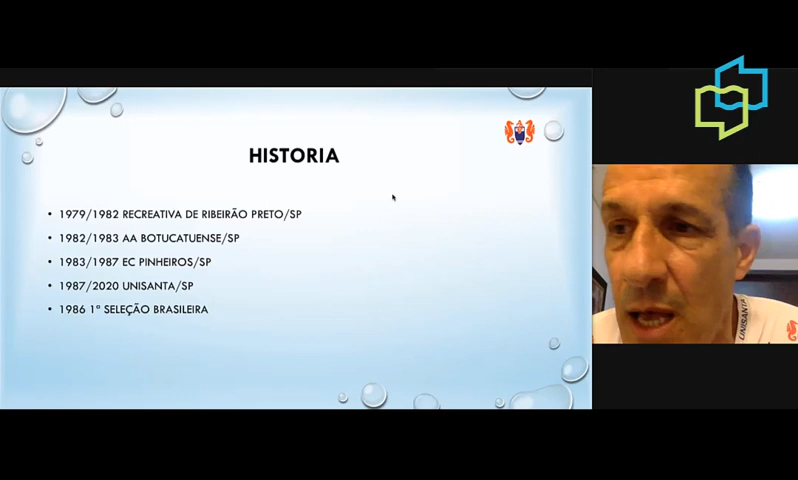 HISTORIA
• 1979/1982 RECREATIVA DE RIBEIRÃO PRETO/SP
• 1982/1983 AA BOTUCATUENSE/SP
• 1983/1987 EC PINHEIROS/SP
• 1987/2020 UNISANTA/SP
• 1986 1ª SELEÇÃO BRASILEIRA
UNISANTA